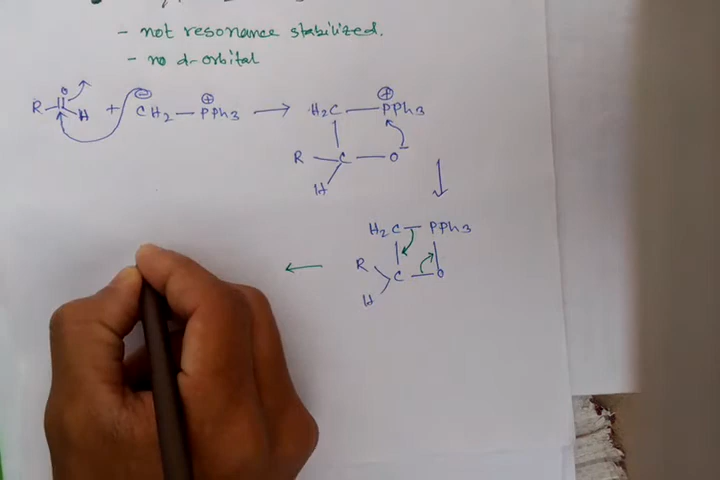 - not resonance stabilized.
- no d-orbital
O
R H + CH2 — PPh3 → H2C — PPh3
⊖ ⊕ ⊕
R — C — O⁻
H
H2C — PPh3
R C — O
H